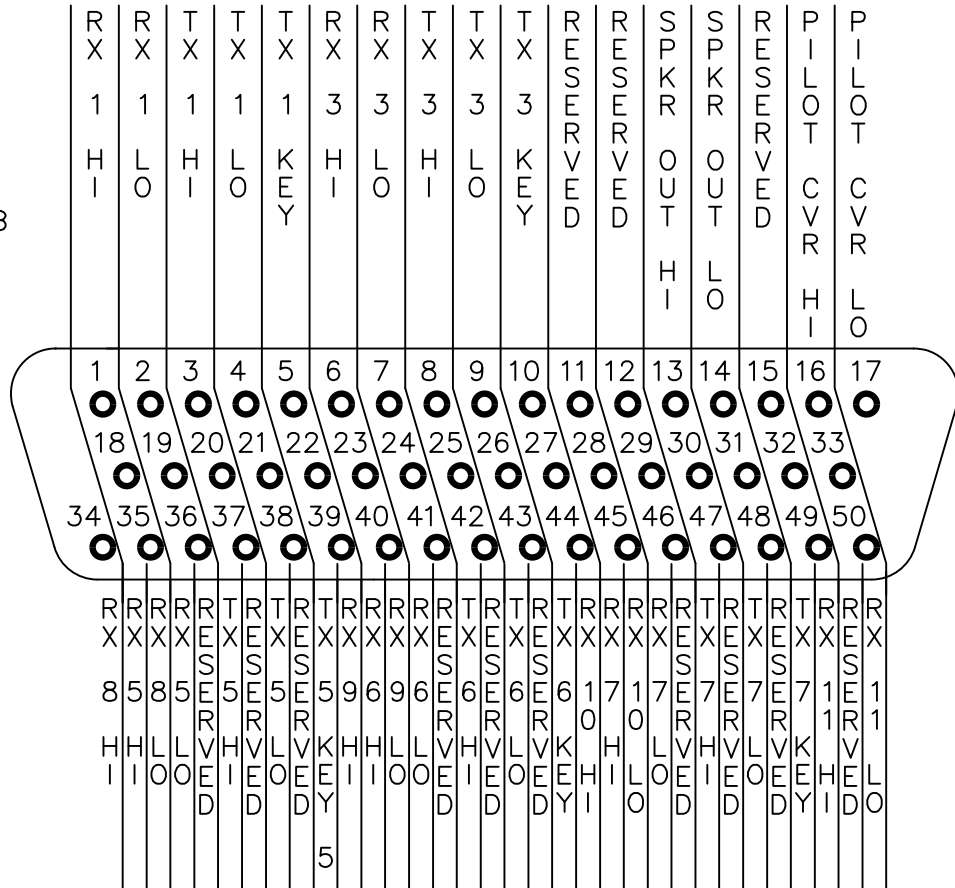 RX 1 HI
RX 1 LO
TX 1 HI
TX 1 LO
TX 1 KEY
RX 3 HI
RX 3 LO
TX 3 HI
TX 3 LO
TX 3 KEY
RESERVED
RESERVED
SPKR OUT HI
SPKR OUT LO
RESERVED
PILOT CVR HI
PILOT CVR LO
1 2 3 4 5 6 7 8 9 10 11 12 13 14 15 16 17
18 19 20 21 22 23 24 25 26 27 28 29 30 31 32 33
34 35 36 37 38 39 40 41 42 43 44 45 46 47 48 49 50
RX 8 HI
RX 5 HI
RX 8 LO
RX 5 LO
RESERVED
TX 5 HI
RESERVED
TX 5 LO
RESERVED
TX 5 KEY 5
RX 9 HI
RX 6 HI
RX 9 LO
RX 6 LO
RESERVED
TX 6 HI
RESERVED
TX 6 LO
RESERVED
TX 6 KEY
RX 10 HI
RX 7 HI
RX 10 LO
RX 7 LO
RESERVED
TX 7 HI
RESERVED
TX 7 LO
RESERVED
TX 7 KEY
RX 11 HI
RESERVED
RX 11 LO